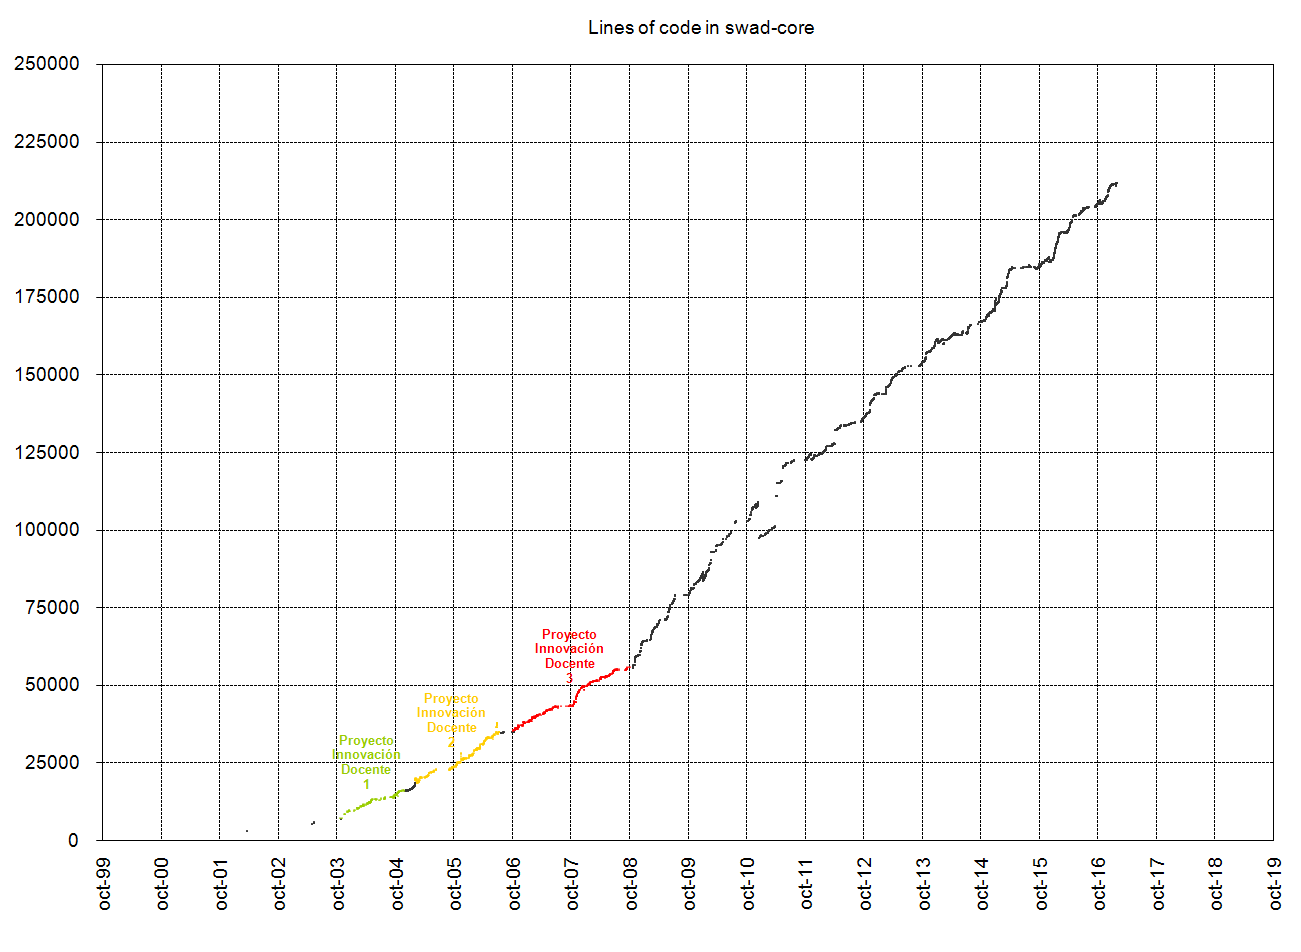 Lines of code in swad-core
250000
225000
200000
175000
150000
125000
100000
75000
50000
25000
0
Proyecto
Innovación
Docente
3
Proyecto
Innovación
Docente
2
Proyecto
Innovación
Docente
1
oct-99
oct-00
oct-01
oct-02
oct-03
oct-04
oct-05
oct-06
oct-07
oct-08
oct-09
oct-10
oct-11
oct-12
oct-13
oct-14
oct-15
oct-16
oct-17
oct-18
oct-19